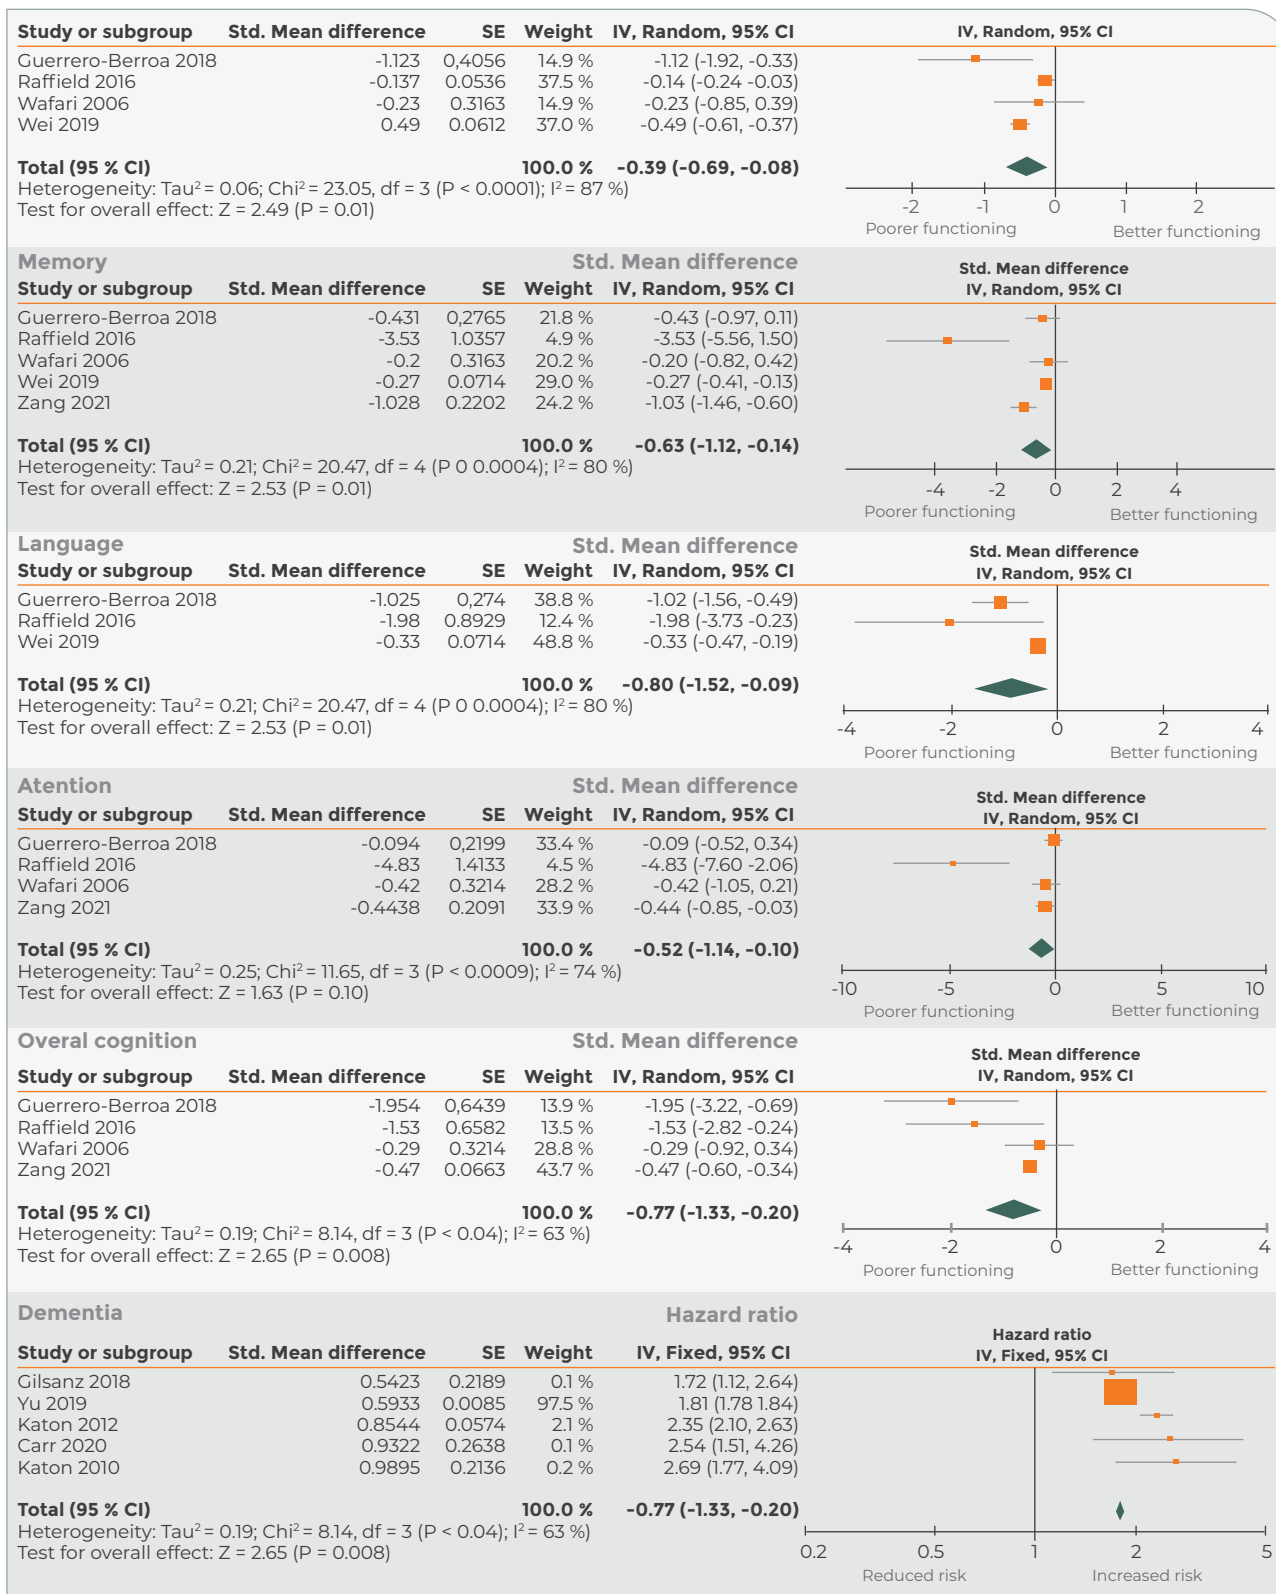 Study or subgroup Std. Mean difference SE Weight IV, Random, 95% CI IV, Random, 95% CI
Guerrero-Berroa 2018 -1.123 0,4056 14.9 % -1.12 (-1.92, -0.33)
Raffield 2016 -0.137 0.0536 37.5 % -0.14 (-0.24 -0.03)
Wafari 2006 -0.23 0.3163 14.9 % -0.23 (-0.85, 0.39)
Wei 2019 0.49 0.0612 37.0 % -0.49 (-0.61, -0.37)
Total (95 % CI) 100.0 % -0.39 (-0.69, -0.08)
Heterogeneity: Tau² = 0.06; Chi² = 23.05, df = 3 (P < 0.0001); I² = 87 %)
Test for overall effect: Z = 2.49 (P = 0.01)
-2 -1 0 1 2
Poorer functioning Better functioning
Memory Std. Mean difference Std. Mean difference
Study or subgroup Std. Mean difference SE Weight IV, Random, 95% CI IV, Random, 95% CI
Guerrero-Berroa 2018 -0.431 0,2765 21.8 % -0.43 (-0.97, 0.11)
Raffield 2016 -3.53 1.0357 4.9 % -3.53 (-5.56, 1.50)
Wafari 2006 -0.2 0.3163 20.2 % -0.20 (-0.82, 0.42)
Wei 2019 -0.27 0.0714 29.0 % -0.27 (-0.41, -0.13)
Zang 2021 -1.028 0.2202 24.2 % -1.03 (-1.46, -0.60)
Total (95 % CI) 100.0 % -0.63 (-1.12, -0.14)
Heterogeneity: Tau² = 0.21; Chi² = 20.47, df = 4 (P 0 0.0004); I² = 80 %)
Test for overall effect: Z = 2.53 (P = 0.01)
-4 -2 0 2 4
Poorer functioning Better functioning
Language Std. Mean difference Std. Mean difference
Study or subgroup Std. Mean difference SE Weight IV, Random, 95% CI IV, Random, 95% CI
Guerrero-Berroa 2018 -1.025 0,274 38.8 % -1.02 (-1.56, -0.49)
Raffield 2016 -1.98 0.8929 12.4 % -1.98 (-3.73 -0.23)
Wei 2019 -0.33 0.0714 48.8 % -0.33 (-0.47, -0.19)
Total (95 % CI) 100.0 % -0.80 (-1.52, -0.09)
Heterogeneity: Tau² = 0.21; Chi² = 20.47, df = 4 (P 0 0.0004); I² = 80 %)
Test for overall effect: Z = 2.53 (P = 0.01)
-4 -2 0 2 4
Poorer functioning Better functioning
Atention Std. Mean difference Std. Mean difference
Study or subgroup Std. Mean difference SE Weight IV, Random, 95% CI IV, Random, 95% CI
Guerrero-Berroa 2018 -0.094 0,2199 33.4 % -0.09 (-0.52, 0.34)
Raffield 2016 -4.83 1.4133 4.5 % -4.83 (-7.60 -2.06)
Wafari 2006 -0.42 0.3214 28.2 % -0.42 (-1.05, 0.21)
Zang 2021 -0.4438 0.2091 33.9 % -0.44 (-0.85, -0.03)
Total (95 % CI) 100.0 % -0.52 (-1.14, -0.10)
Heterogeneity: Tau² = 0.25; Chi² = 11.65, df = 3 (P < 0.0009); I² = 74 %)
Test for overall effect: Z = 1.63 (P = 0.10)
-10 -5 0 5 10
Poorer functioning Better functioning
Overal cognition Std. Mean difference Std. Mean difference
Study or subgroup Std. Mean difference SE Weight IV, Random, 95% CI IV, Random, 95% CI
Guerrero-Berroa 2018 -1.954 0,6439 13.9 % -1.95 (-3.22, -0.69)
Raffield 2016 -1.53 0.6582 13.5 % -1.53 (-2.82 -0.24)
Wafari 2006 -0.29 0.3214 28.8 % -0.29 (-0.92, 0.34)
Zang 2021 -0.47 0.0663 43.7 % -0.47 (-0.60, -0.34)
Total (95 % CI) 100.0 % -0.77 (-1.33, -0.20)
Heterogeneity: Tau² = 0.19; Chi² = 8.14, df = 3 (P < 0.04); I² = 63 %)
Test for overall effect: Z = 2.65 (P = 0.008)
-4 -2 0 2 4
Poorer functioning Better functioning
Dementia Hazard ratio Hazard ratio
Study or subgroup Std. Mean difference SE Weight IV, Fixed, 95% CI IV, Fixed, 95% CI
Gilsanz 2018 0.5423 0.2189 0.1 % 1.72 (1.12, 2.64)
Yu 2019 0.5933 0.0085 97.5 % 1.81 (1.78 1.84)
Katon 2012 0.8544 0.0574 2.1 % 2.35 (2.10, 2.63)
Carr 2020 0.9322 0.2638 0.1 % 2.54 (1.51, 4.26)
Katon 2010 0.9895 0.2136 0.2 % 2.69 (1.77, 4.09)
Total (95 % CI) 100.0 % -0.77 (-1.33, -0.20)
Heterogeneity: Tau² = 0.19; Chi² = 8.14, df = 3 (P < 0.04); I² = 63 %)
Test for overall effect: Z = 2.65 (P = 0.008)
0.2 0.5 1 2 5
Reduced risk Increased risk